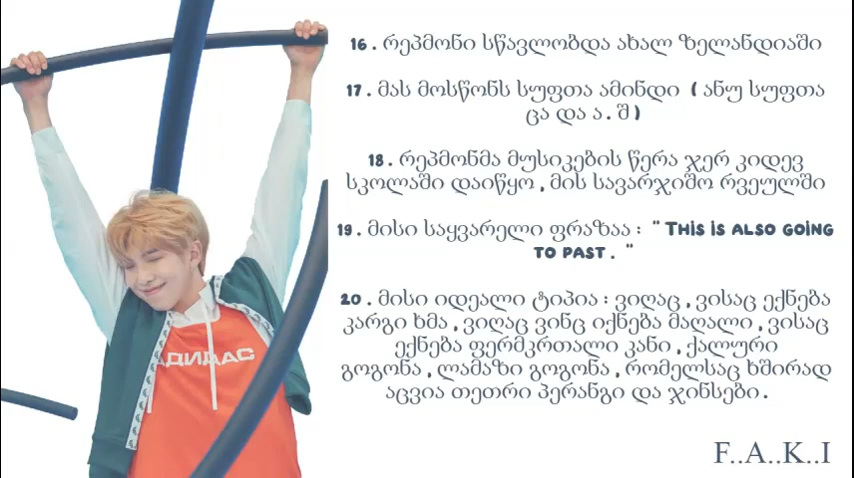 16. რეპმონი სწავლობდა ახალ ზელანდიაში
17. მას მოსწონს სუფთა ამინდი (ანუ სუფთა
ცა და ა.შ)
18. რეპმონმა მუსიკების წერა ჯერ კიდევ
სკოლაში დაიწყო, მის სავარჯიშო რვეულში
19. მისი საყვარელი ფრაზაა: "THIS IS ALSO GOING
TO PAST. "
20. მისი იდეალი ტიპია: ვიღაც, ვისაც ექნება
კარგი ხმა, ვიღაც ვინც იქნება მაღალი, ვისაც
ექნება ფერმკრთალი კანი, ქალური
გოგონა, ლამაზი გოგონა, რომელსაც ხშირად
აცვია თეთრი პერანგი და ჯინსები.
АДИДАС
F..A..K..I